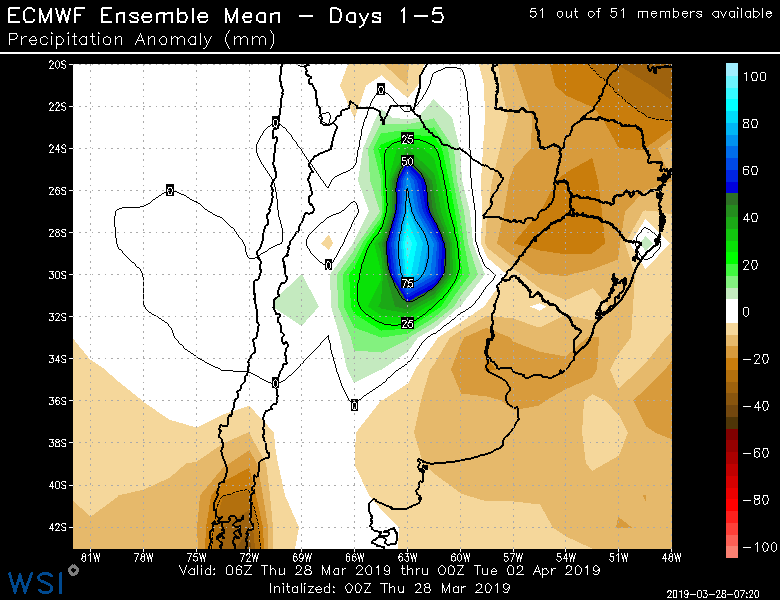 ECMWF Ensemble Mean – Days 1–5
51 out of 51 members available
Precipitation Anomaly (mm)
20S
22S
24S
26S
28S
30S
32S
34S
36S
38S
40S
42S
0
0
25
50
0
0
75
25
0
0
100
80
60
40
20
0
−20
−40
−60
−80
−100
81W 78W 75W 72W 69W 66W 63W 60W 57W 54W 51W 48W
Valid: 06Z Thu 28 Mar 2019 thru 00Z Tue 02 Apr 2019
Initalized: 00Z Thu 28 Mar 2019
WSI
2019-03-28-07:20